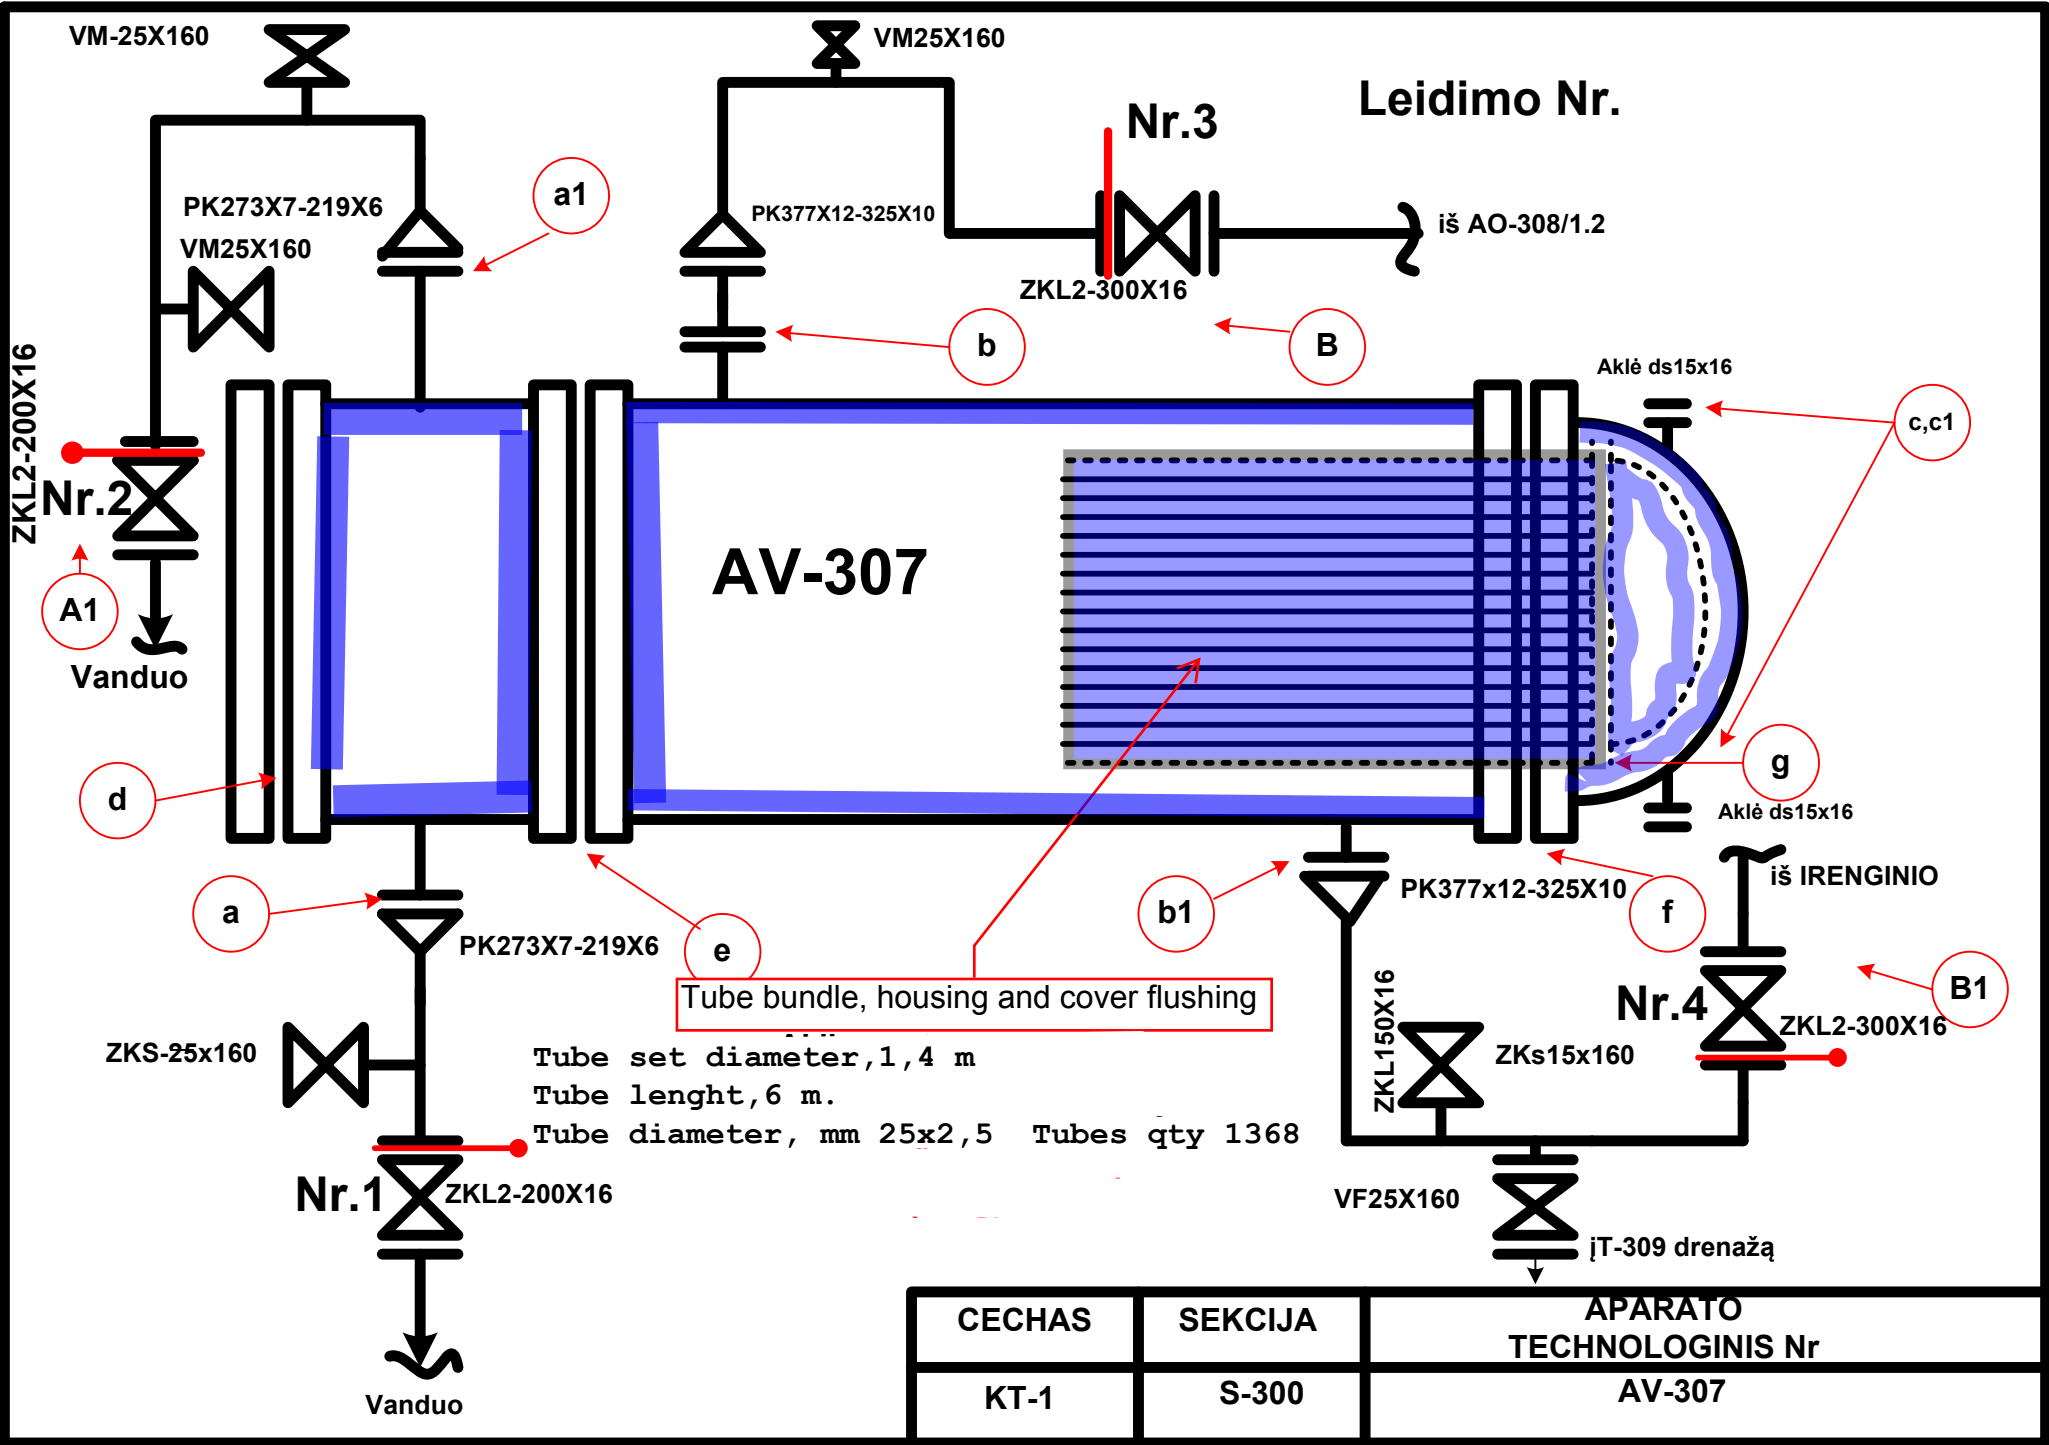 VM-25X160
VM25X160
Leidimo Nr.
Nr.3
a1
PK273X7-219X6
PK377X12-325X10
iš AO-308/1.2
VM25X160
ZKL2-300X16
b
B
ZKL2-200X16
Aklė ds15x16
c,c1
Nr.2
AV-307
A1
Vanduo
d
g
Aklė ds15x16
iš IRENGINIO
a
b1
PK377x12-325X10
f
PK273X7-219X6
e
Tube bundle, housing and cover flushing
B1
Nr.4
ZKL2-300X16
ZKL150X16
ZKs15x160
ZKS-25x160
Tube set diameter,1,4 m
Tube lenght,6 m.
Tube diameter, mm 25x2,5 Tubes qty 1368
Nr.1
ZKL2-200X16
VF25X160
įT-309 drenažą
Vanduo
CECHAS
SEKCIJA
APARATO
TECHNOLOGINIS Nr
KT-1
S-300
AV-307